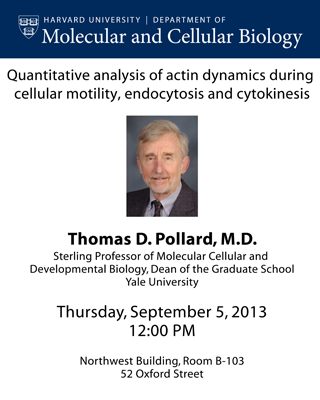 HARVARD UNIVERSITY | DEPARTMENT OF
Molecular and Cellular Biology
Quantitative analysis of actin dynamics during
cellular motility, endocytosis and cytokinesis
Thomas D. Pollard, M.D.
Sterling Professor of Molecular Cellular and
Developmental Biology, Dean of the Graduate School
Yale University
Thursday, September 5, 2013
12:00 PM
Northwest Building, Room B-103
52 Oxford Street